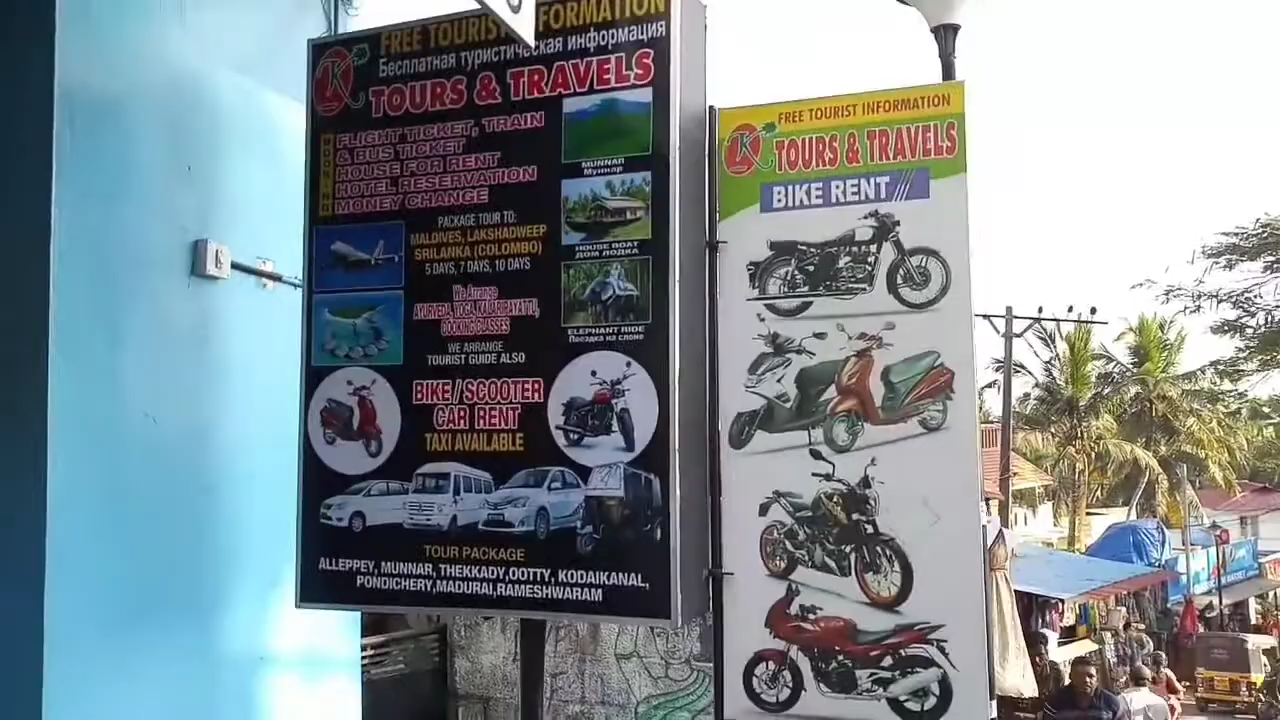 FREE TOURIST INFORMATION
Бесплатная туристическая информация
TOURS & TRAVELS
BOOKING
FLIGHT TICKET, TRAIN
& BUS TICKET
HOUSE FOR RENT
HOTEL RESERVATION
MONEY CHANGE
MUNNAR
Муннар
PACKAGE TOUR TO:
MALDIVES, LAKSHADWEEP
SRILANKA (COLOMBO)
5 DAYS, 7 DAYS, 10 DAYS
HOUSE BOAT
ДОМ ЛОДКА
We Arrange
AYURVEDA, YOGA, KALARIPAYATTU,
COOKING CLASSES
ELEPHANT RIDE
Поездка на слоне
WE ARRANGE
TOURIST GUIDE ALSO
BIKE / SCOOTER
CAR RENT
TAXI AVAILABLE
TOUR PACKAGE
ALLEPPEY, MUNNAR, THEKKADY,OOTTY, KODAIKANAL,
PONDICHERY,MADURAI,RAMESHWARAM
FREE TOURIST INFORMATION
K
TOURS & TRAVELS
BIKE RENT